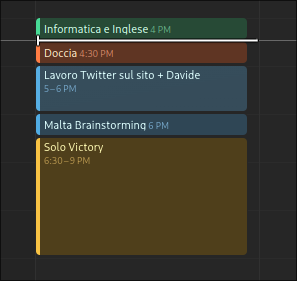 Informatica e Inglese 4 PM
Doccia 4:30 PM
Lavoro Twitter sul sito + Davide
5–6 PM
Malta Brainstorming 6 PM
Solo Victory
6:30–9 PM